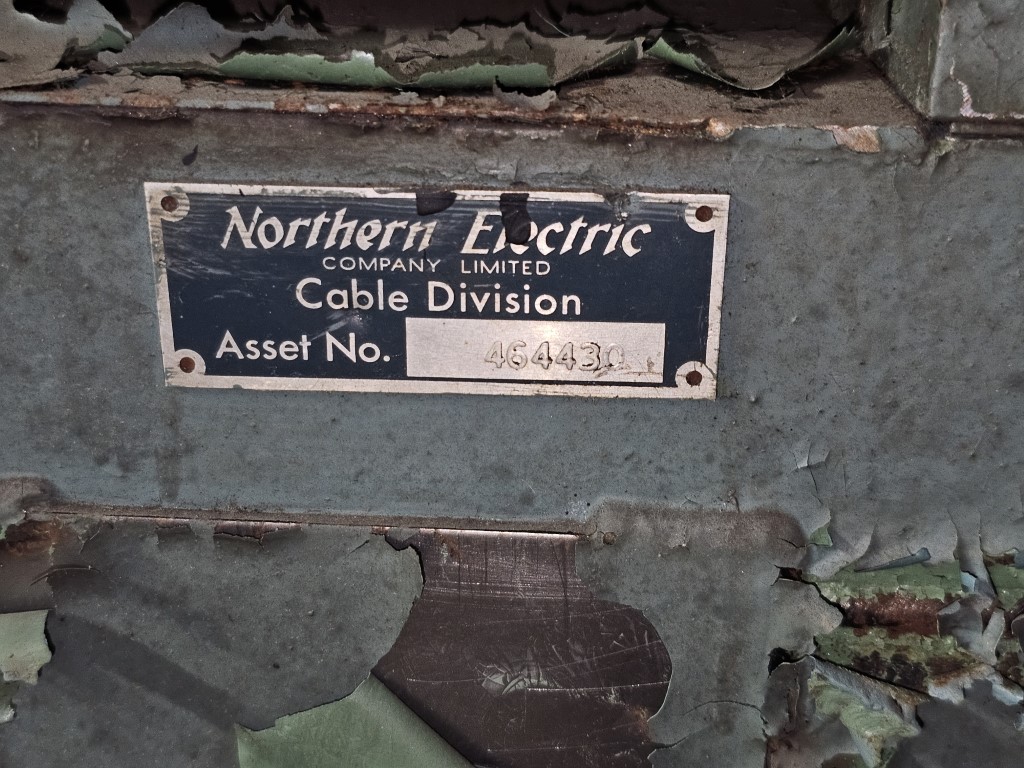 Northern Electric
COMPANY LIMITED
Cable Division
Asset No. 464430